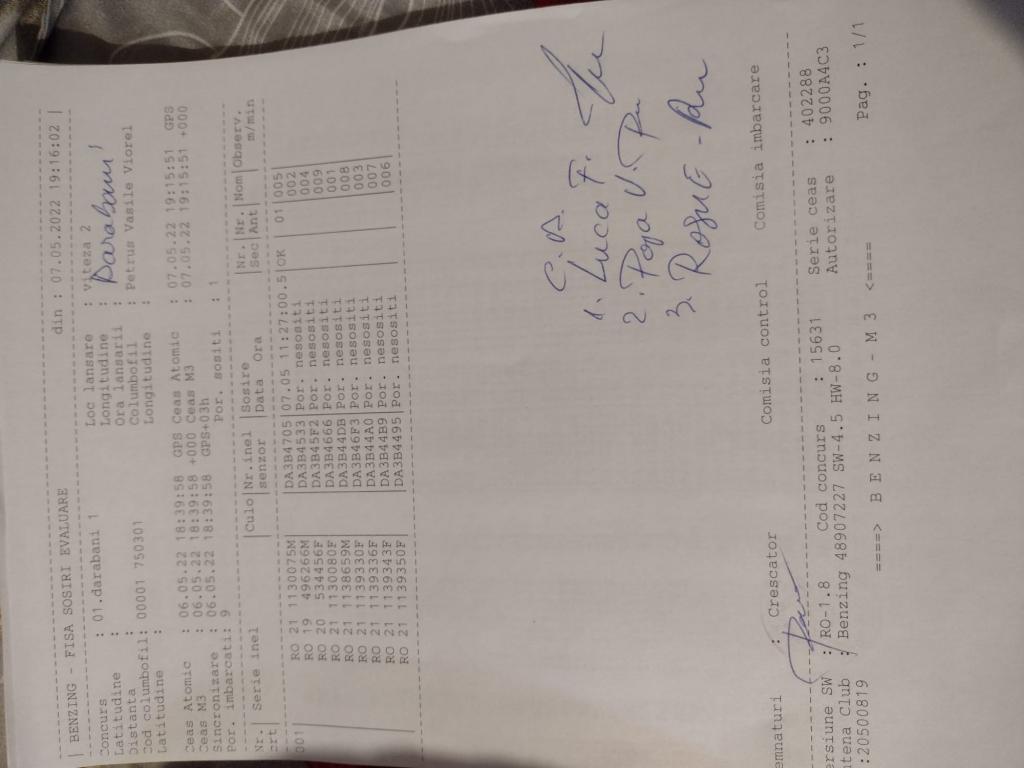 din : 07.05.2022 19:16:02 |
| BENZING - FISA SOSIRI EVALUARE
Concurs : 01.darabani 1 Loc lansare : viteza 2
Latitudine : Longitudine : Darabani
Distanta : Ora lansarii :
Cod columbofil: 00001 750301 Columbofil : Petrus Vasile Viorel
Latitudine : Longitudine :
Ceas Atomic : 06.05.22 18:39:58 GPS Ceas Atomic : 07.05.22 19:15:51 GPS
Ceas M3 : 06.05.22 18:39:58 +000 Ceas M3 : 07.05.22 19:15:51 +000
Sincronizare : 06.05.22 18:39:58 GPS+03h
Por. imbarcati: 9 Por. sositi : 1
Nr.| Serie inel |Culo|Nr.inel |Sosire |Nr.|Nr.|Nom|Observ.
crt| |senzor |Data Ora Sec|Ant| | m/min
001 RO 21 1130075M |DA3B4705|07.05 11:27:00.5|OK | 01|005|
RO 19 496266M |DA3B4533|Por. nesositi |002
RO 20 534456F |DA3B45F2|Por. nesositi |004
RO 21 1130080F |DA3B4666|Por. nesositi |009
RO 21 1138659M |DA3B44DB|Por. nesositi |001
RO 21 1139330F |DA3B46F3|Por. nesositi |008
RO 21 1139336F |DA3B44A0|Por. nesositi |003
RO 21 1139343F |DA3B44B9|Por. nesositi |007
RO 21 1139350F |DA3B4495|Por. nesositi |006
1. Luca F.
2. Popa V.
3.
emnaturi : Crescator Comisia control Comisia imbarcare
ersiune SW : RO-1.8 Cod concurs : 15631 Serie ceas : 402288
ntena Club : Benzing 48907227 SW-4.5 HW-8.0 Autorizare : 9000A4C3
:20500819
====> B E N Z I N G - M 3 <====
Pag. : 1/1